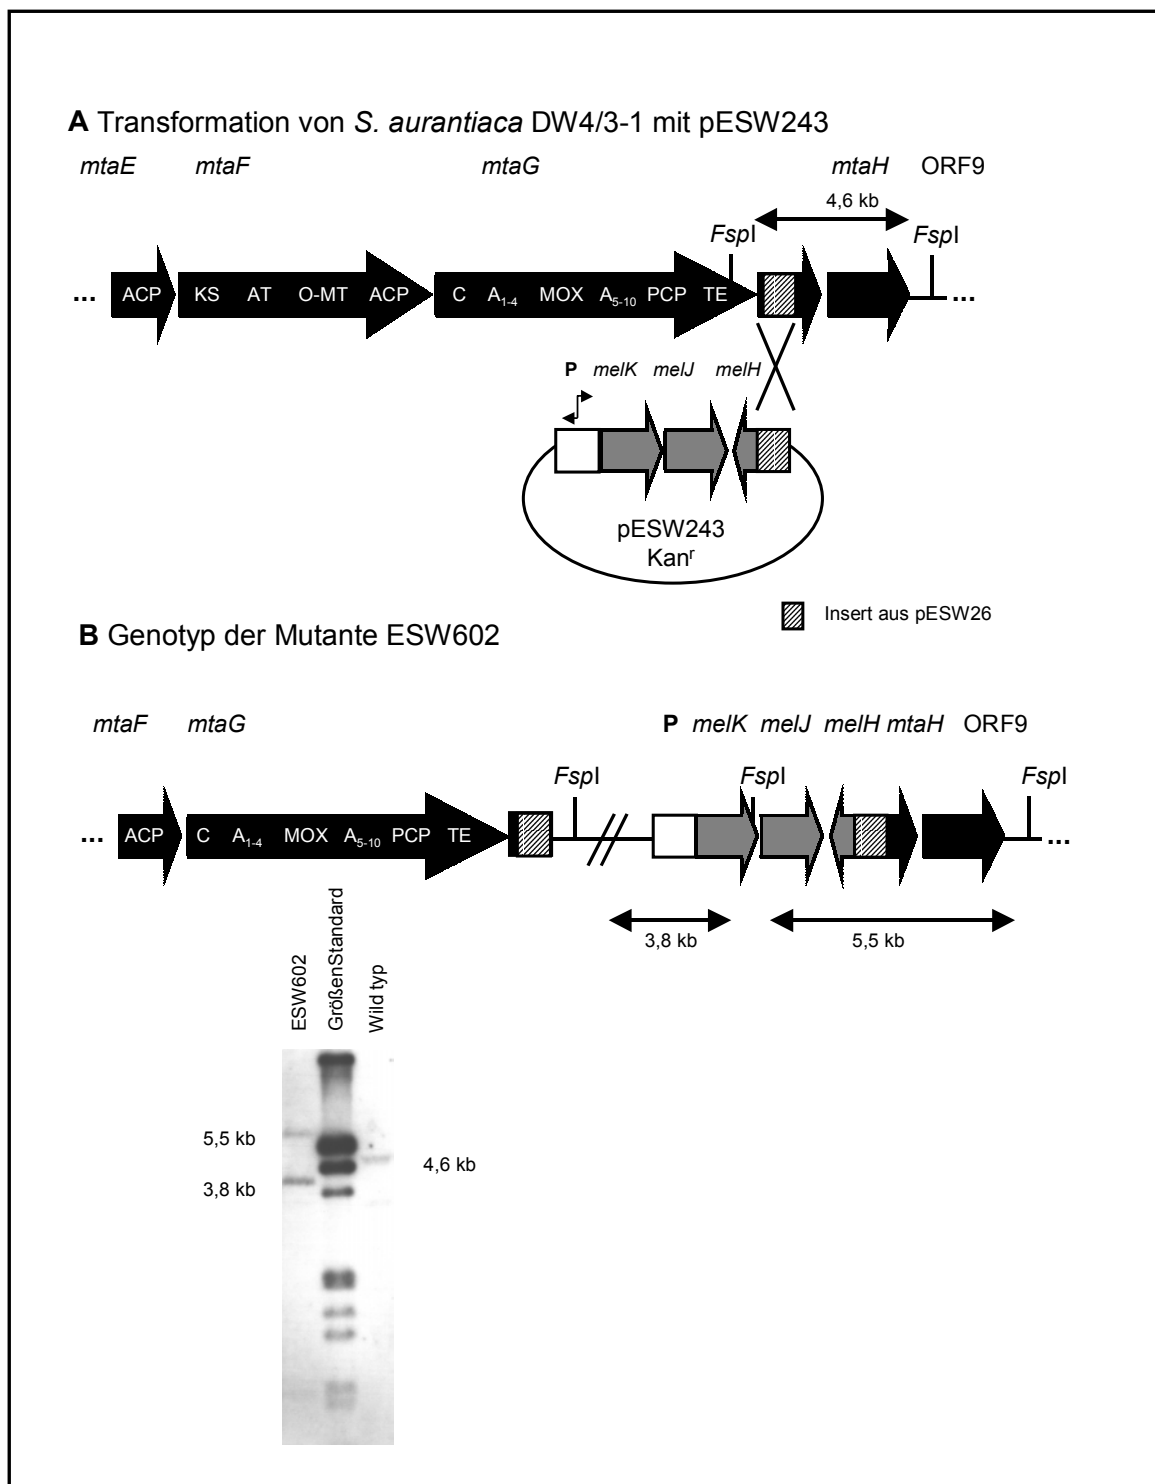 A Transformation von S. aurantiaca DW4/3-1 mit pESW243
mtaE mtaF mtaG mtaH ORF9
4,6 kb
FspI FspI
... ACP KS AT O-MT ACP C A1-4 MOX A5-10 PCP TE ...
P melK melJ melH
pESW243
Kanr
Insert aus pESW26
B Genotyp der Mutante ESW602
mtaF mtaG P melK melJ melH mtaH ORF9
FspI FspI FspI
... ACP C A1-4 MOX A5-10 PCP TE ...
3,8 kb 5,5 kb
ESW602
GrößenStandard
Wild typ
5,5 kb
4,6 kb
3,8 kb